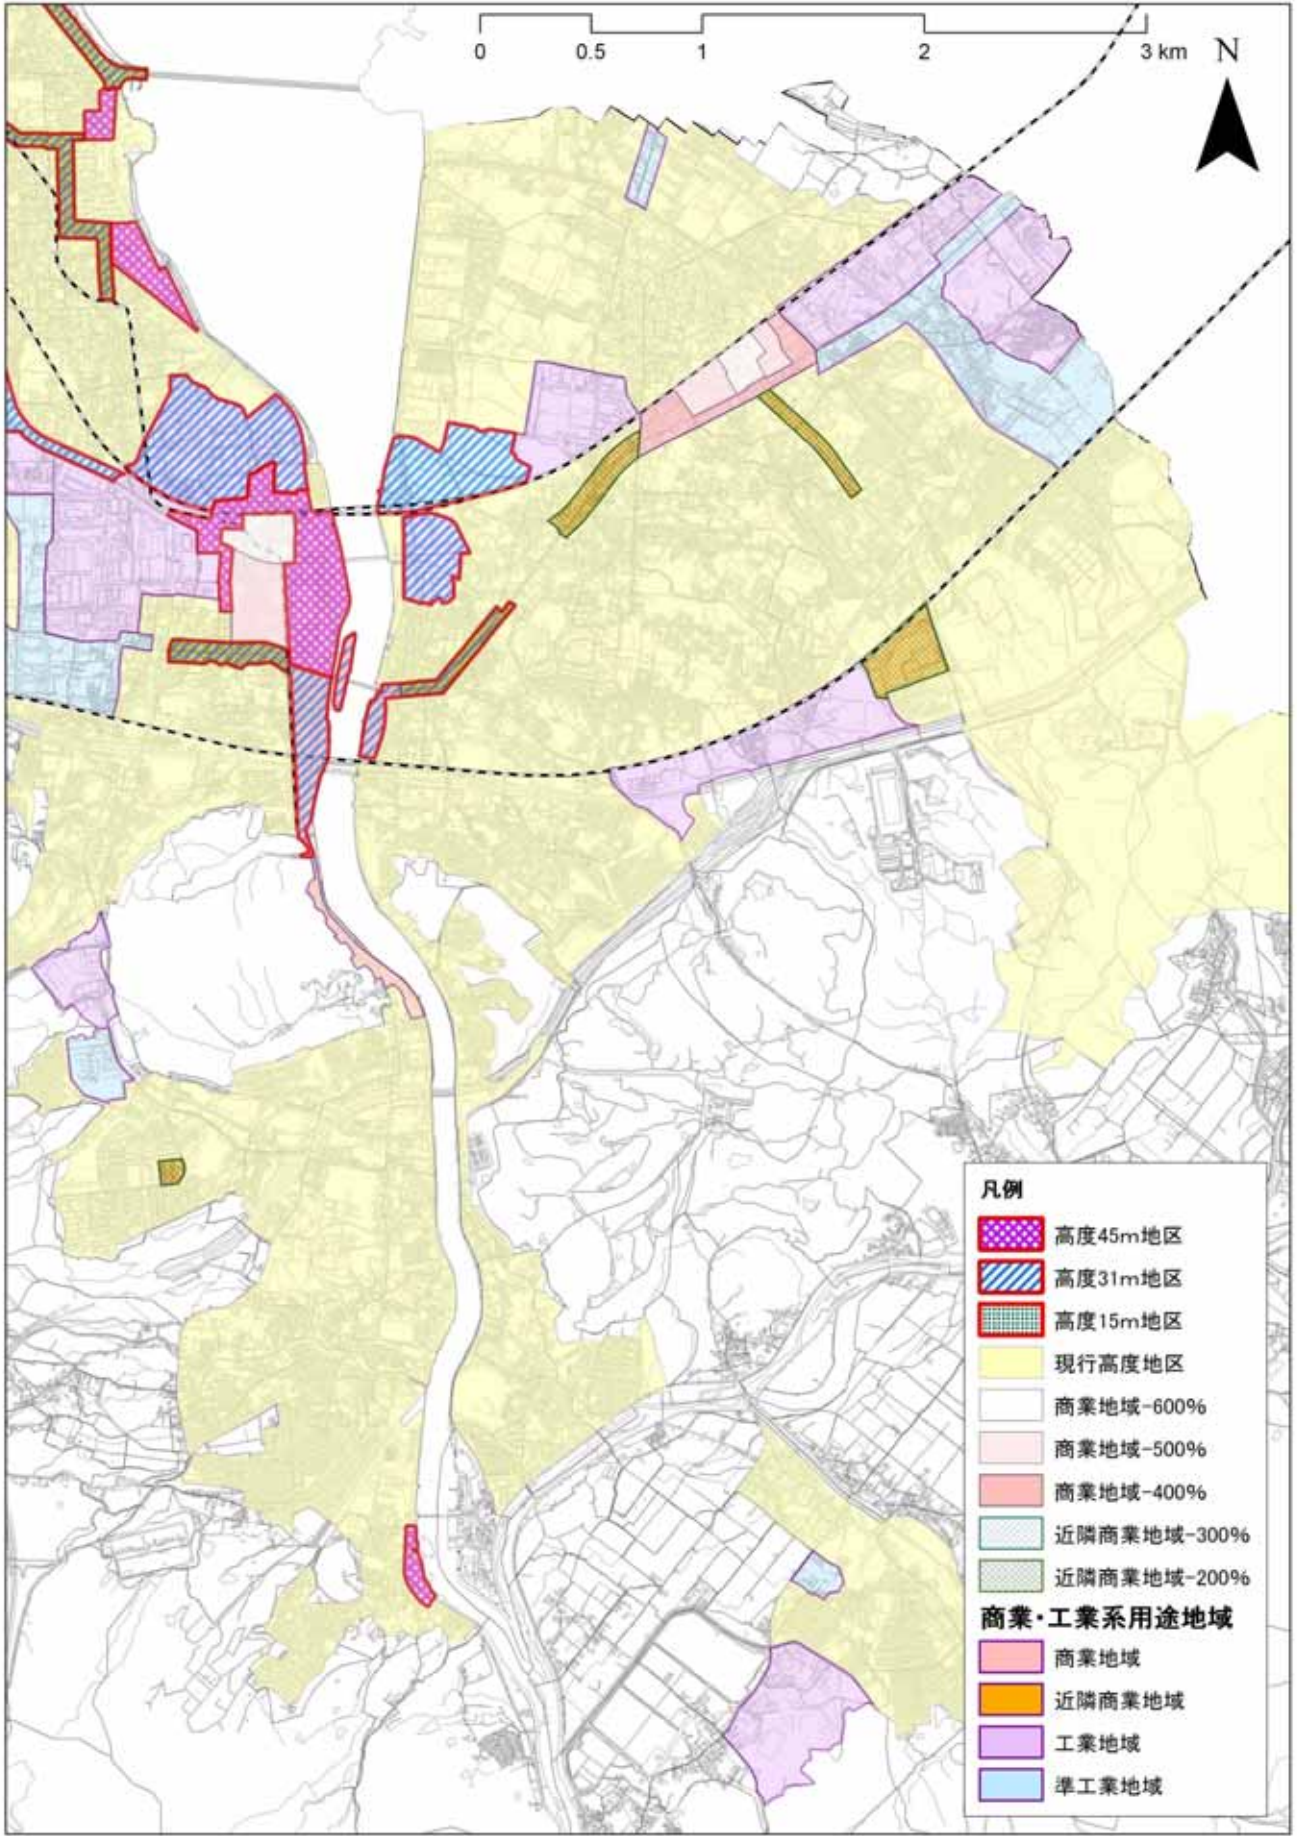 0 0.5 1 2 3 km N
凡例
高度45m地区
高度31m地区
高度15m地区
現行高度地区
商業地域-600%
商業地域-500%
商業地域-400%
近隣商業地域-300%
近隣商業地域-200%
商業・工業系用途地域
商業地域
近隣商業地域
工業地域
準工業地域